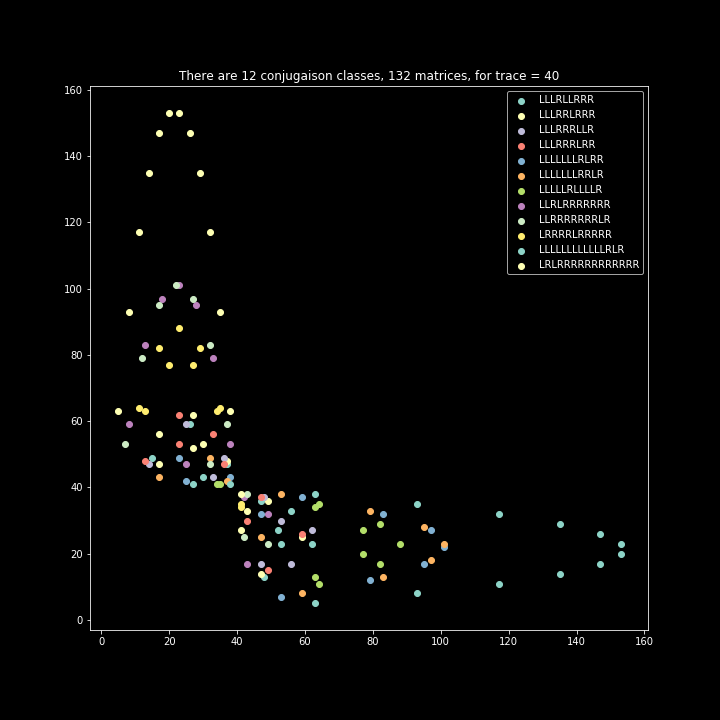 There are 12 conjugaison classes, 132 matrices, for trace = 40
LLLRLLRRR
LLLRRLRRR
LLLRRRLLR
LLLRRRLRR
LLLLLLLRLRR
LLLLLLLRRLR
LLLLLRLLLLR
LLRLRRRRRRR
LLRRRRRRRLR
LRRRRLRRRRR
LLLLLLLLLLLLRLR
LRLRRRRRRRRRRRR
160
140
120
100
80
60
40
20
0
0 20 40 60 80 100 120 140 160